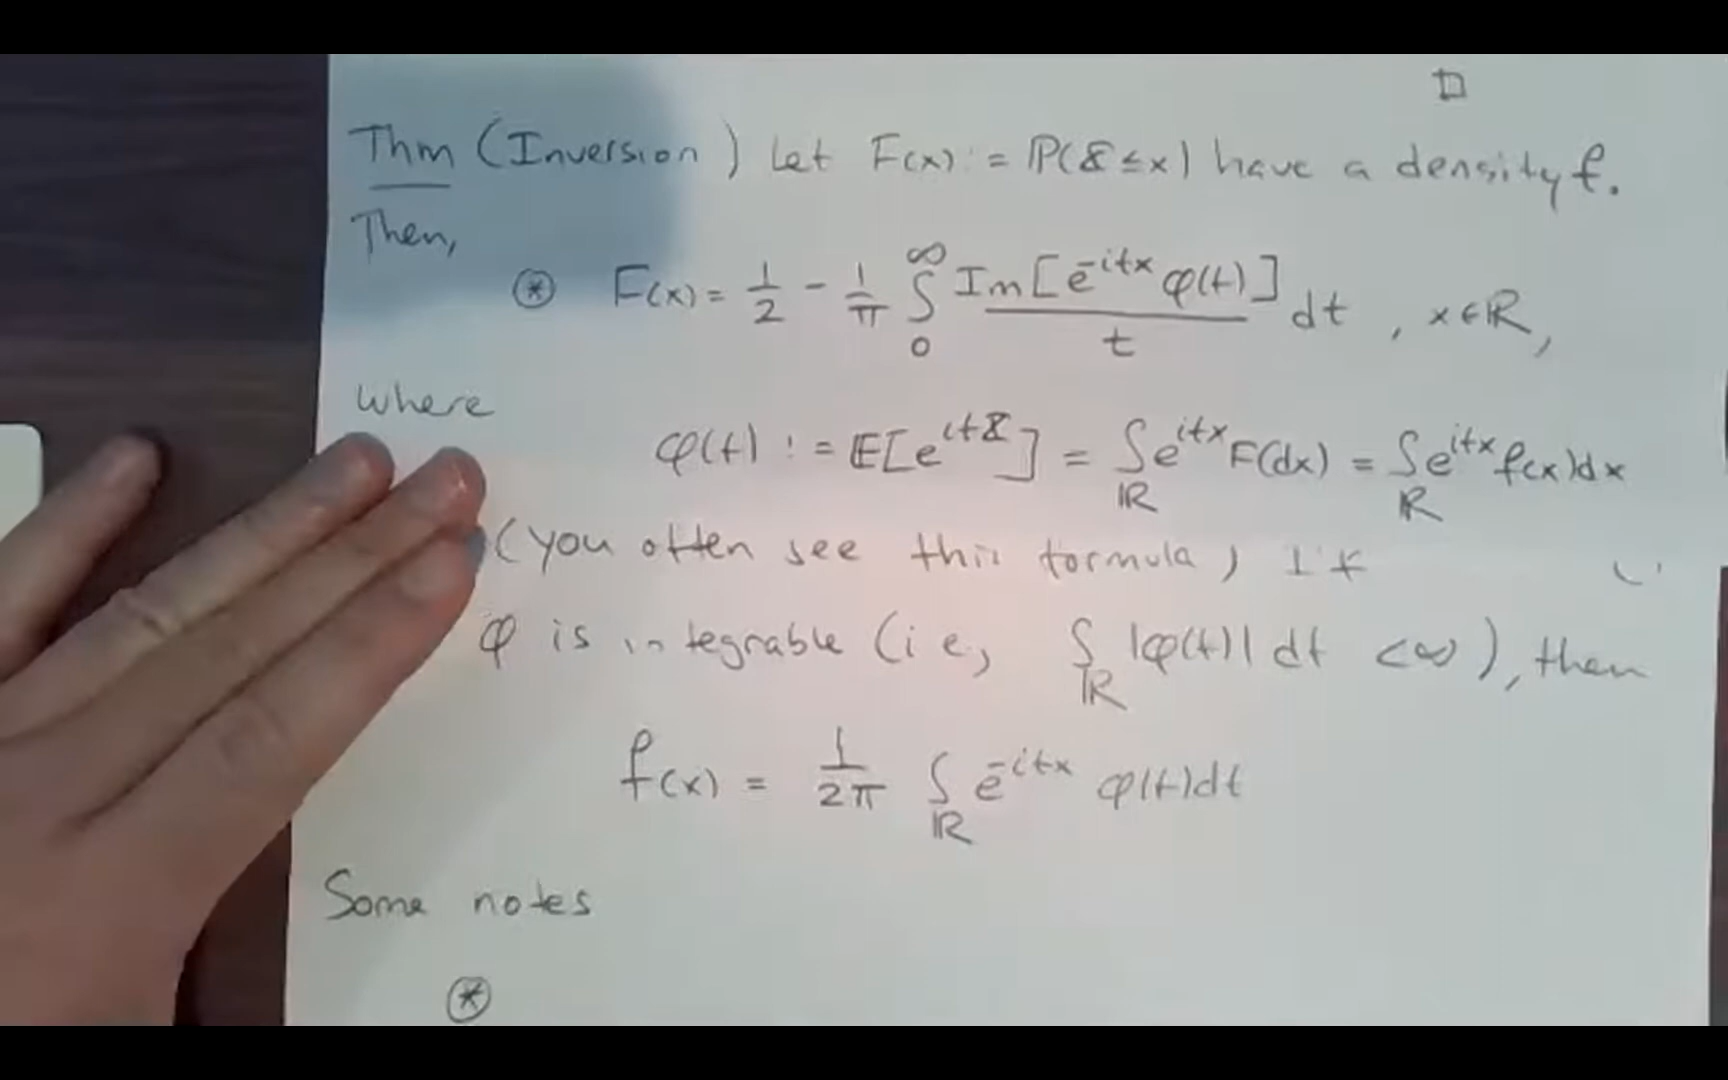 Thm (Inversion) Let F(x) := ℙ(X ≤ x) have a density f.
Then,
⊛ F(x) = 1/2 - 1/π ∫_0^∞ Im[e^{-itx} φ(t)]/t dt, x ∈ ℝ,
where
φ(t) := 𝔼[e^{itX}] = ∫_ℝ e^{itx} F(dx) = ∫_ℝ e^{itx} f(x)dx
(you often see this formula) If
φ is integrable (ie, ∫_ℝ |φ(t)| dt < ∞), then
f(x) = 1/2π ∫_ℝ e^{-itx} φ(t)dt
Some notes
⊛